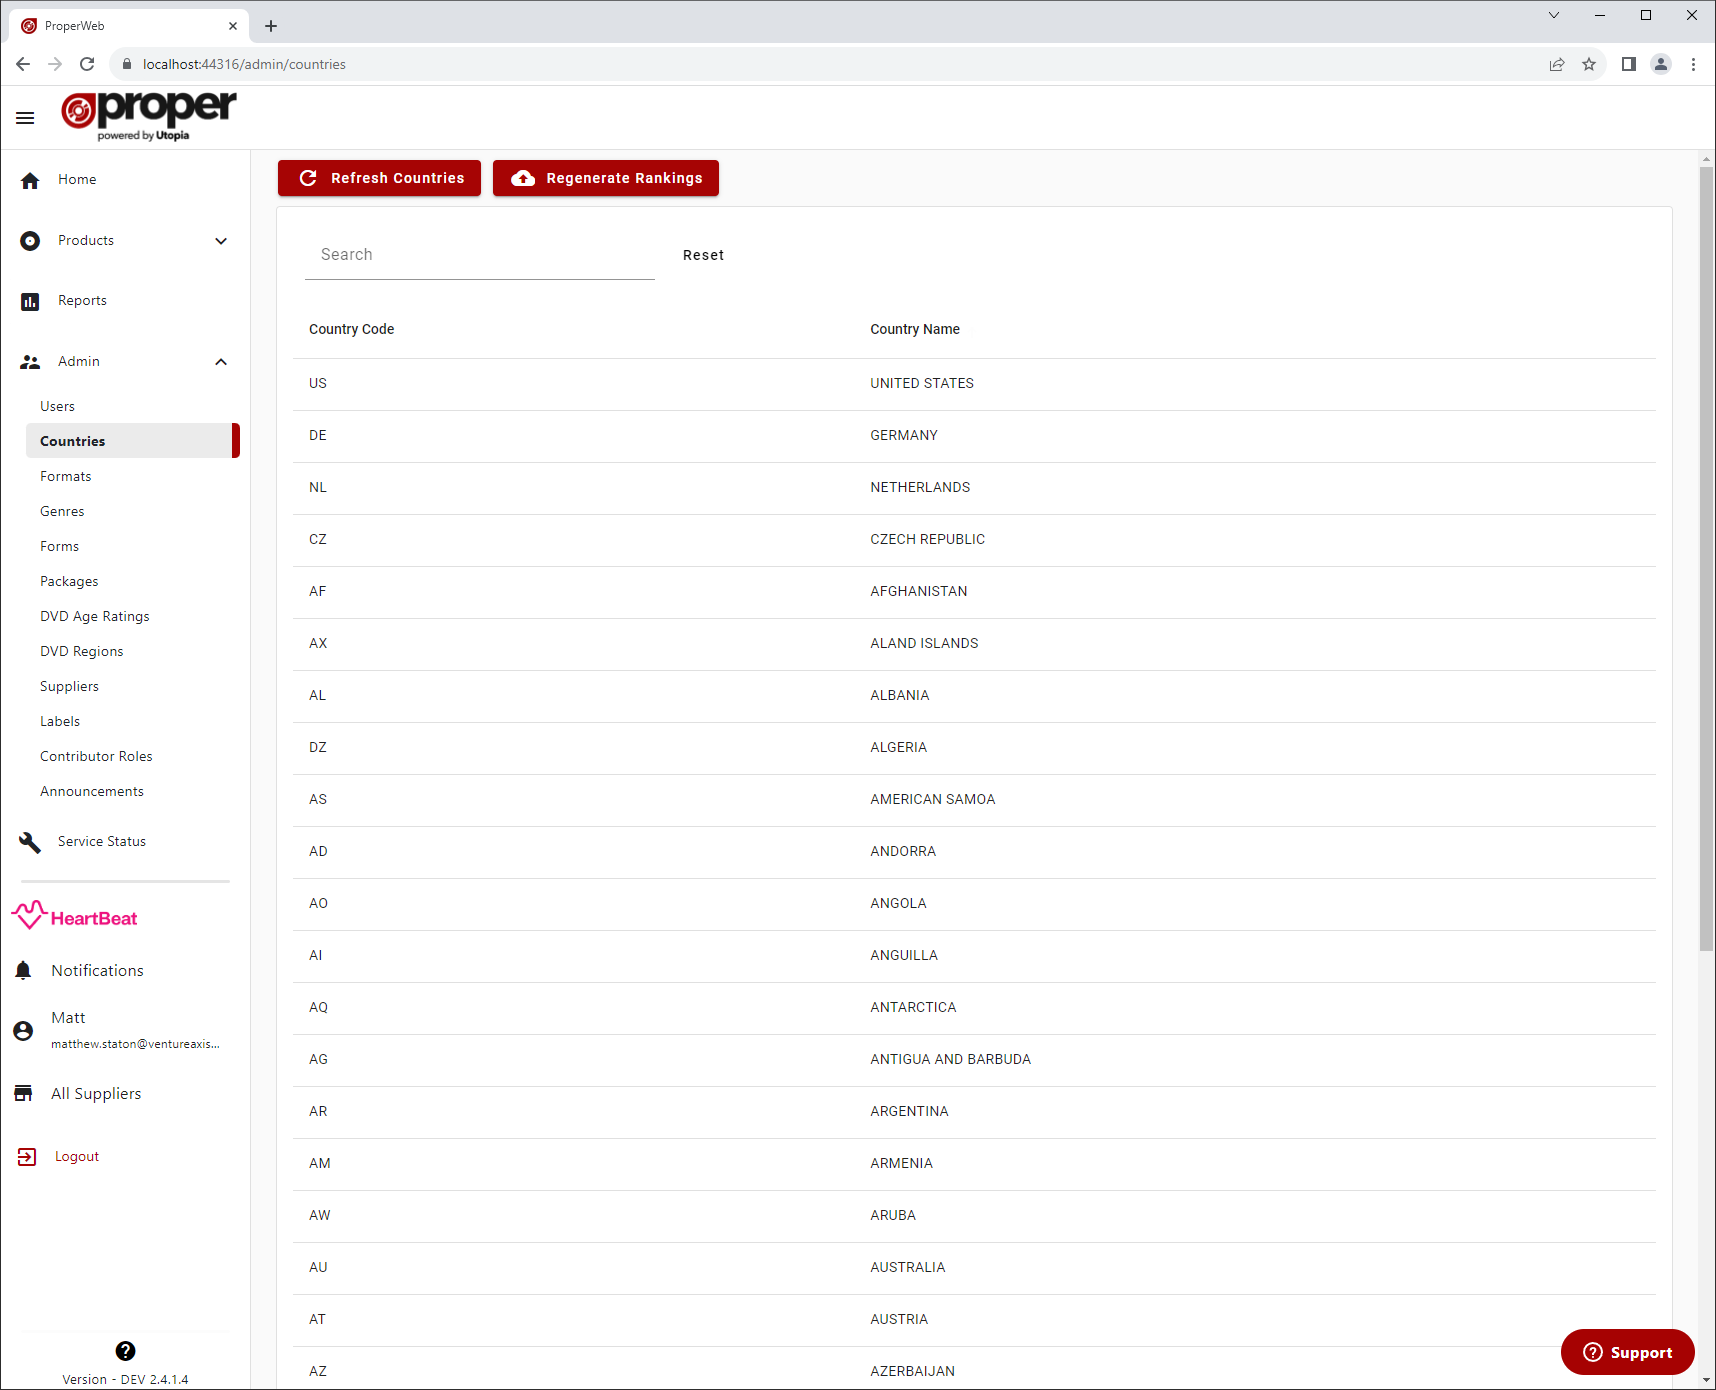 ProperWeb
localhost:44316/admin/countries
proper
powered by Utopia
Home
Products
Reports
Admin
Users
Countries
Formats
Genres
Forms
Packages
DVD Age Ratings
DVD Regions
Suppliers
Labels
Contributor Roles
Announcements
Service Status
HeartBeat
Notifications
Matt
matthew.staton@ventureaxis...
All Suppliers
Logout
Version - DEV 2.4.1.4
Refresh Countries Regenerate Rankings
Search Reset
Country Code Country Name
US UNITED STATES
DE GERMANY
NL NETHERLANDS
CZ CZECH REPUBLIC
AF AFGHANISTAN
AX ALAND ISLANDS
AL ALBANIA
DZ ALGERIA
AS AMERICAN SAMOA
AD ANDORRA
AO ANGOLA
AI ANGUILLA
AQ ANTARCTICA
AG ANTIGUA AND BARBUDA
AR ARGENTINA
AM ARMENIA
AW ARUBA
AU AUSTRALIA
AT AUSTRIA
AZ AZERBAIJAN
Support